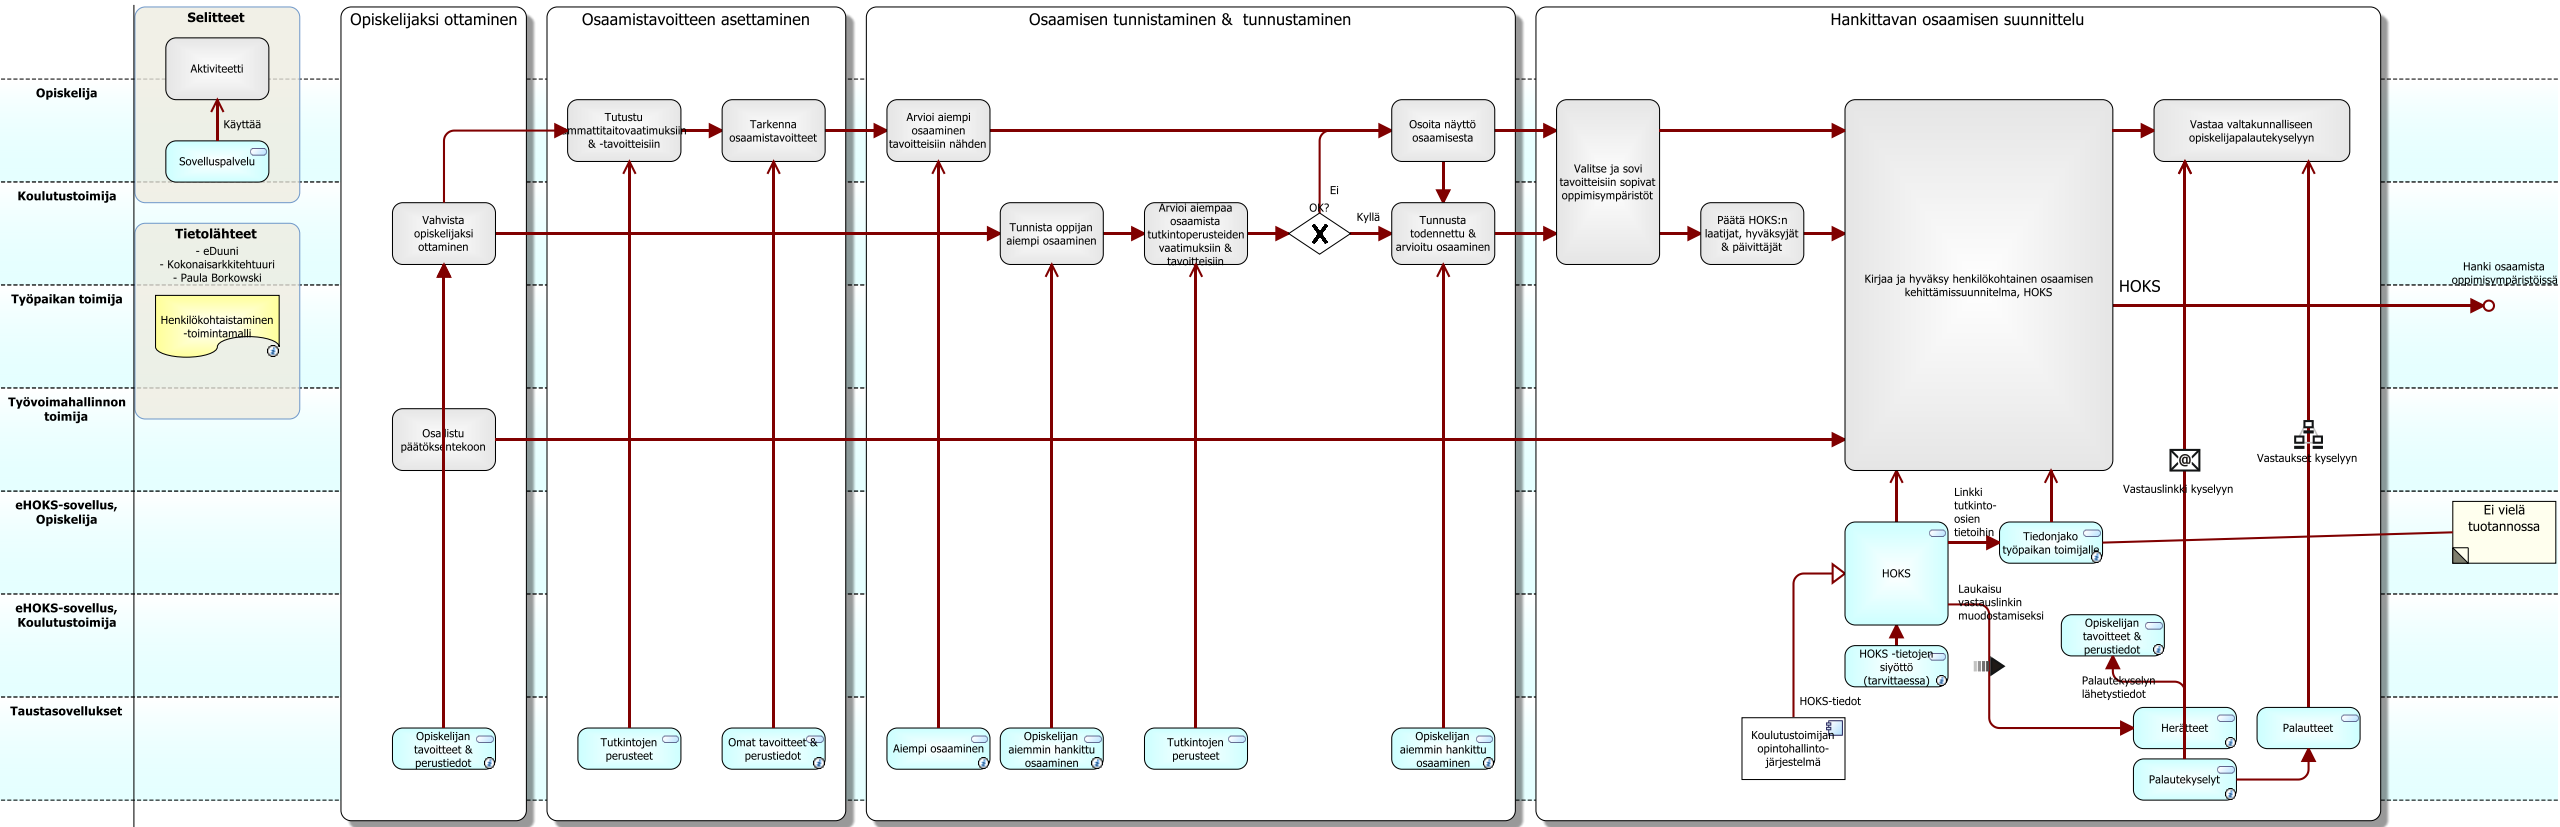 Selitteet
Aktiviteetti
Käyttää
Sovelluspalvelu
Tietolähteet
- eDuuni
- Kokonaisarkkitehtuuri
- Paula Borkowski
Henkilökohtaistaminen
-toimintamalli
Opiskelija
Koulutustoimija
Työpaikan toimija
Työvoimahallinnon
toimija
eHOKS-sovellus,
Opiskelija
eHOKS-sovellus,
Koulutustoimija
Taustasovellukset
Opiskelijaksi ottaminen
Vahvista
opiskelijaksi
ottaminen
Osallistu
päätöksentekoon
Opiskelijan
tavoitteet &
perustiedot
Osaamistavoitteen asettaminen
Tutustu
mmattitaitovaatimuksiin
& -tavoitteisiin
Tarkenna
osaamistavoitteet
Tutkintojen
perusteet
Omat tavoitteet &
perustiedot
Osaamisen tunnistaminen & tunnustaminen
Arvioi aiempi
osaaminen
tavoitteisiin nähden
Osoita näyttö
osaamisesta
Tunnista oppijan
aiempi osaaminen
Arvioi aiempaa
osaamista
tutkintoperusteiden
vaatimuksiin &
tavoitteisiin
Ei
OK?
Kyllä
Tunnusta
todennettu &
arvioitu osaaminen
Aiempi osaaminen
Opiskelijan
aiemmin hankittu
osaaminen
Tutkintojen
perusteet
Opiskelijan
aiemmin hankittu
osaaminen
Hankittavan osaamisen suunnittelu
Valitse ja sovi
tavoitteisiin sopivat
oppimisympäristöt
Päätä HOKS:n
laatijat, hyväksyjät
& päivittäjät
Kirjaa ja hyväksy henkilökohtainen osaamisen
kehittämissuunnitelma, HOKS
Vastaa valtakunnalliseen
opiskelijapalautekyselyyn
HOKS
Hanki osaamista
oppimisympäristöissä
@
Vastauslinkki kyselyyn
Vastaukset kyselyyn
Linkki
tutkinto-
osien
tietoihin
HOKS
Tiedonjako
työpaikan toimijalle
Ei vielä
tuotannossa
Laukaisu
vastauslinkin
muodostamiseksi
HOKS -tietojen
siyöttö
(tarvittaessa)
Opiskelijan
tavoitteet &
perustiedot
Palautekyselyn
lähetystiedot
HOKS-tiedot
Koulutustoimijan
opintohallinto-
järjestelmä
Herätteet
Palautteet
Palautekyselyt